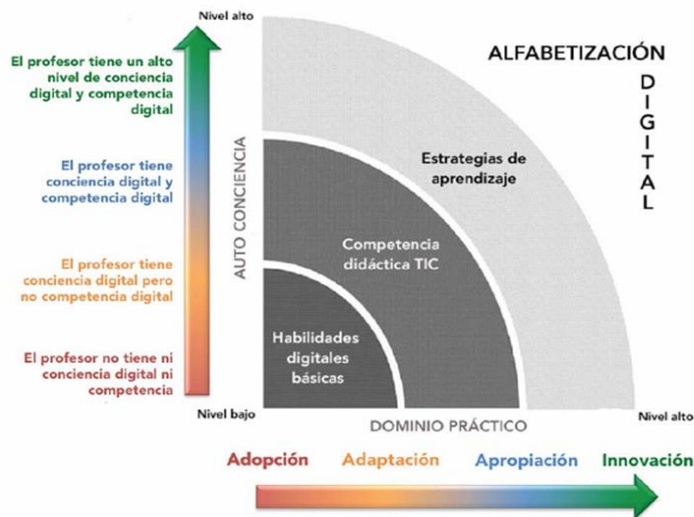 Nivel alto
El profesor tiene un alto
nivel de conciencia
digital y competencia
digital
El profesor tiene
conciencia digital y
competencia digital
El profesor tiene
conciencia digital pero
no competencia digital
El profesor no tiene ni
conciencia digital ni
competencia
AUTO CONCIENCIA
ALFABETIZACIÓN
DIGITAL
Estrategias de
aprendizaje
Competencia
didáctica TIC
Habilidades
digitales
básicas
Nivel bajo
DOMINIO PRÁCTICO
Nivel alto
Adopción Adaptación Apropiación Innovación